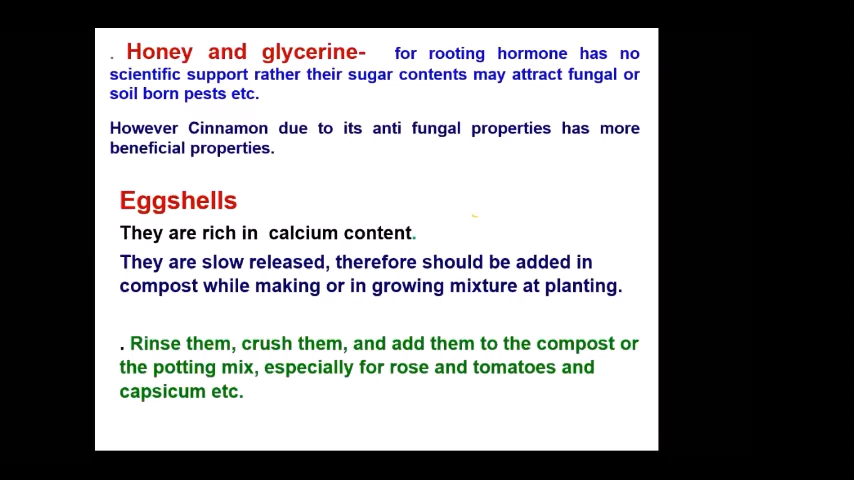 . Honey and glycerine- for rooting hormone has no
scientific support rather their sugar contents may attract fungal or
soil born pests etc.
However Cinnamon due to its anti fungal properties has more
beneficial properties.
Eggshells
They are rich in calcium content.
They are slow released, therefore should be added in
compost while making or in growing mixture at planting.
. Rinse them, crush them, and add them to the compost or
the potting mix, especially for rose and tomatoes and
capsicum etc.